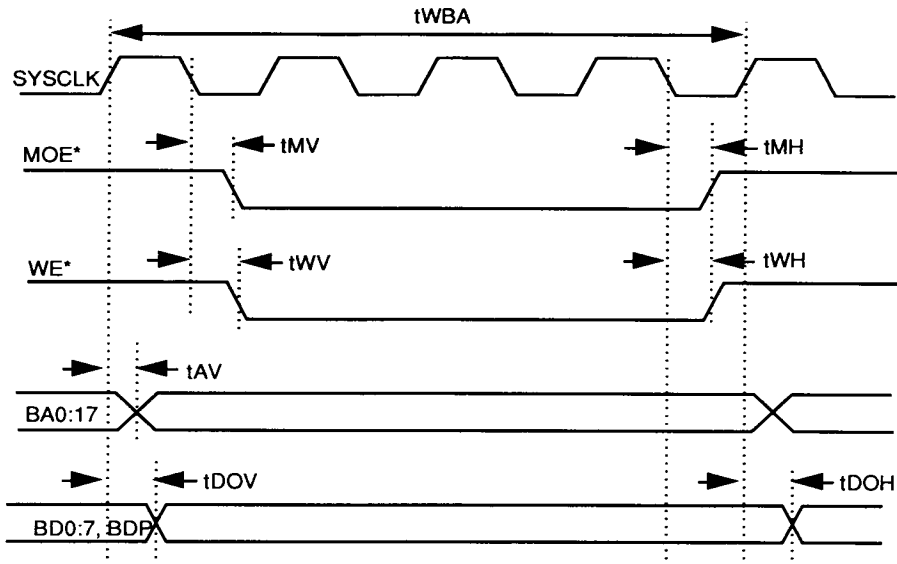 tWBA
SYSCLK
MOE*
tMV
tMH
WE*
tWV
tWH
tAV
BA0:17
tDOV
tDOH
BD0:7, BDP